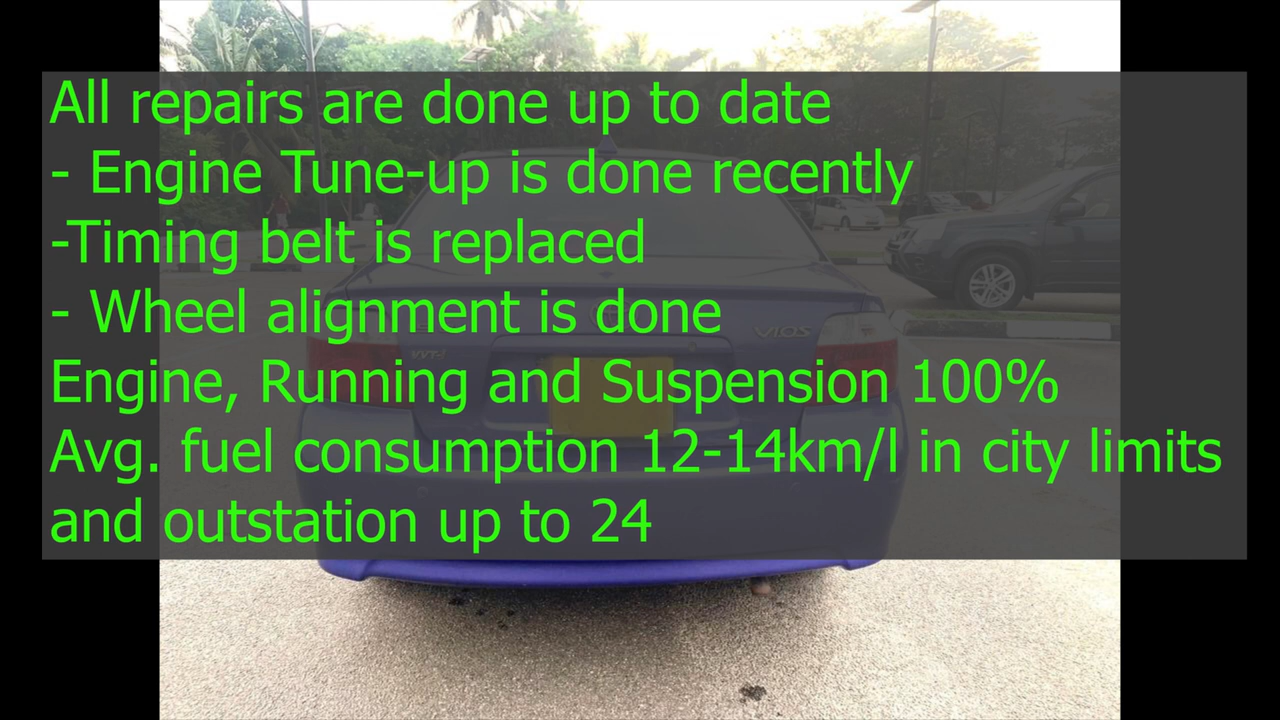 All repairs are done up to date
- Engine Tune-up is done recently
-Timing belt is replaced
- Wheel alignment is done
Engine, Running and Suspension 100%
Avg. fuel consumption 12-14km/l in city limits
and outstation up to 24
VIOS
VVT-i